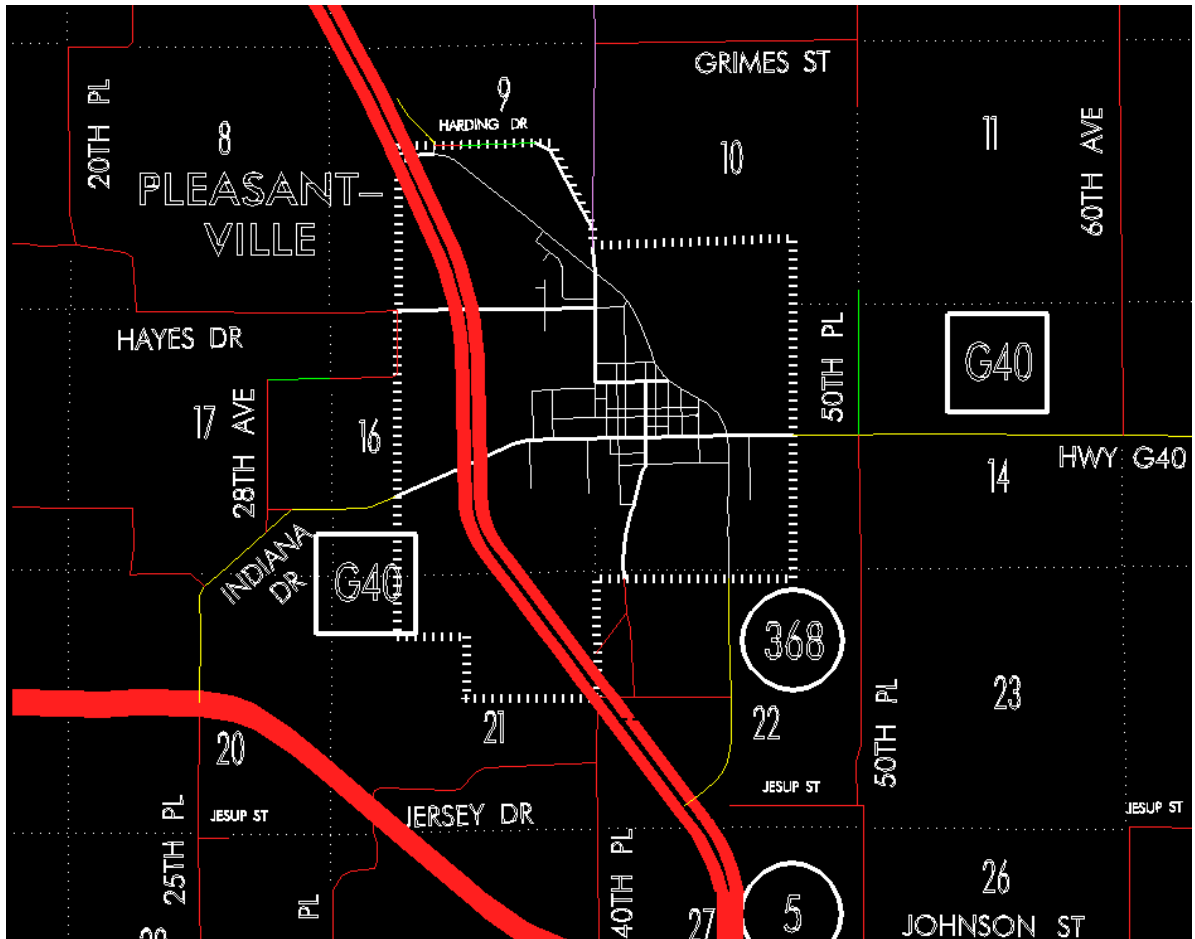 GRIMES ST
20TH PL
9
HARDING DR
8
10
11
60TH AVE
PLEASANT-
VILLE
HAYES DR
50TH PL
G40
17
28TH AVE
16
HWY G40
14
INDIANA
DR
G40
368
22
23
50TH PL
21
20
JESUP ST
JESUP ST
JERSEY DR
JESUP ST
25TH PL
PL
40TH PL
27
5
26
JOHNSON ST